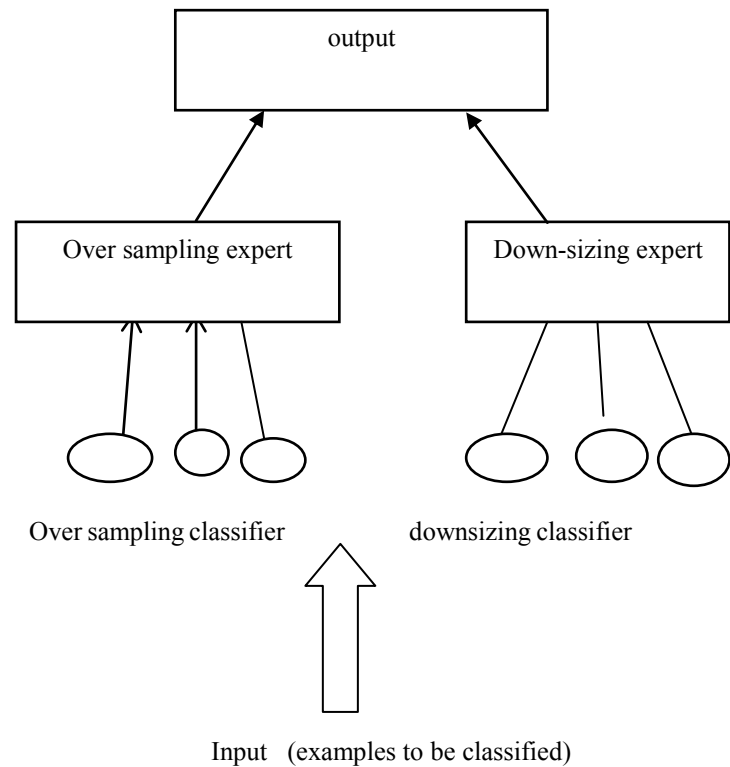 output
Over sampling expert
Down-sizing expert
Over sampling classifier
downsizing classifier
Input (examples to be classified)